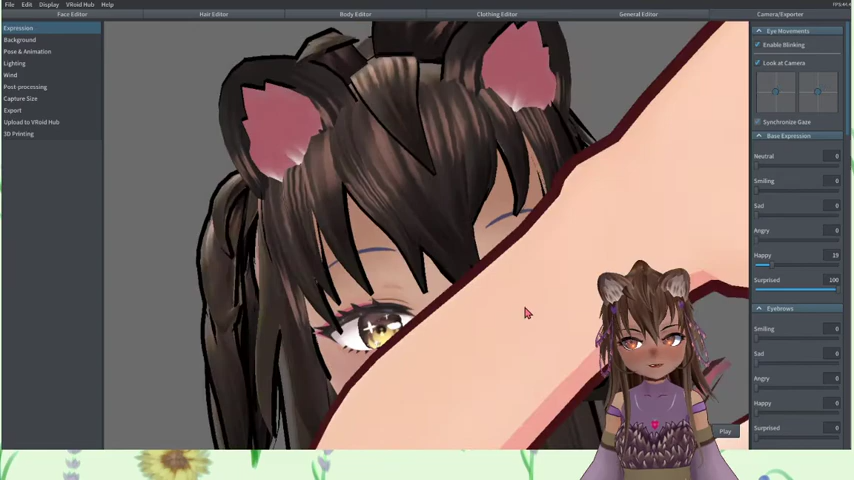 File Edit Display VRoid Hub Help
Face Editor Hair Editor Body Editor Clothing Editor General Editor Camera/Exporter
Expression
Background
Pose & Animation
Lighting
Wind
Post-processing
Capture Size
Export
Upload to VRoid Hub
3D Printing
Eye Movements
Enable Blinking
Look at Camera
Synchronize Gaze
Base Expression
Neutral 0
Smiling 0
Sad 0
Angry 0
Happy 19
Surprised 100
Eyebrows
Smiling 0
Sad 0
Angry 0
Happy 0
Surprised 0
Play